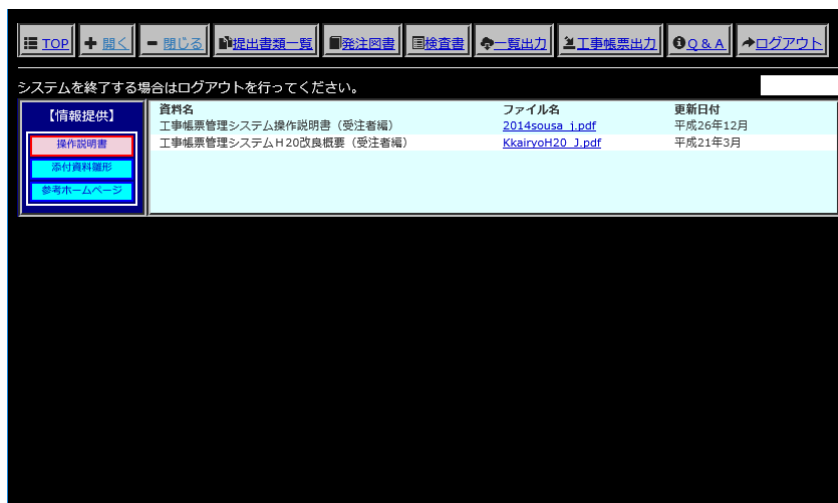 TOP 開く 閉じる 提出書類一覧 発注図書 検査書 一覧出力 工事帳票出力 Q & A ログアウト
システムを終了する場合はログアウトを行ってください。
【情報提供】
操作説明書
添付資料雛形
参考ホームページ
資料名 ファイル名 更新日付
工事帳票管理システム操作説明書（受注者編） 2014sousa_j.pdf 平成26年12月
工事帳票管理システムH20改良概要（受注者編） KkairyoH20_J.pdf 平成21年3月